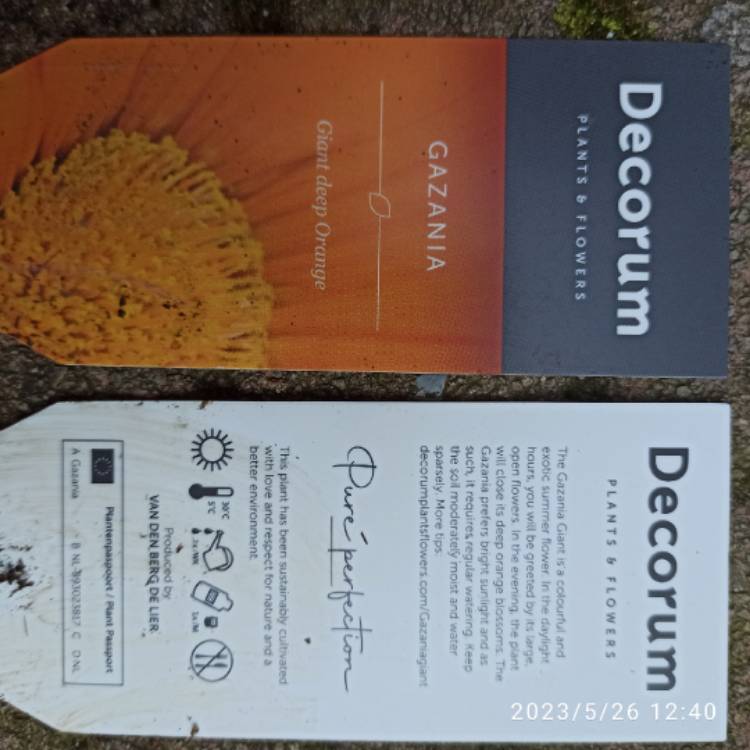 Decorum
PLANTS & FLOWERS
GAZANIA
Giant deep Orange
Decorum
PLANTS & FLOWERS
The Gazania Giant is a colourful and
exotic summer flower. In the daylight
hours, you will be greeted by its large,
open flowers. In the evening, the plant
will close its deep orange blossoms. The
Gazania prefers bright sunlight and as
such, it requires regular watering. Keep
the soil moderately moist and water
sparsely. More tips:
decorumplantsflowers.com/Gazaniagiant
Pure perfection
This plant has been sustainably cultivated
with love and respect for nature and a
better environment.
30°C
5°C
Produced by
VAN DEN BERG DE LIER
Plantenpaspoort / Plant Passport
A Gazania B NL 393023817 C D NL
2023/5/26 12:40